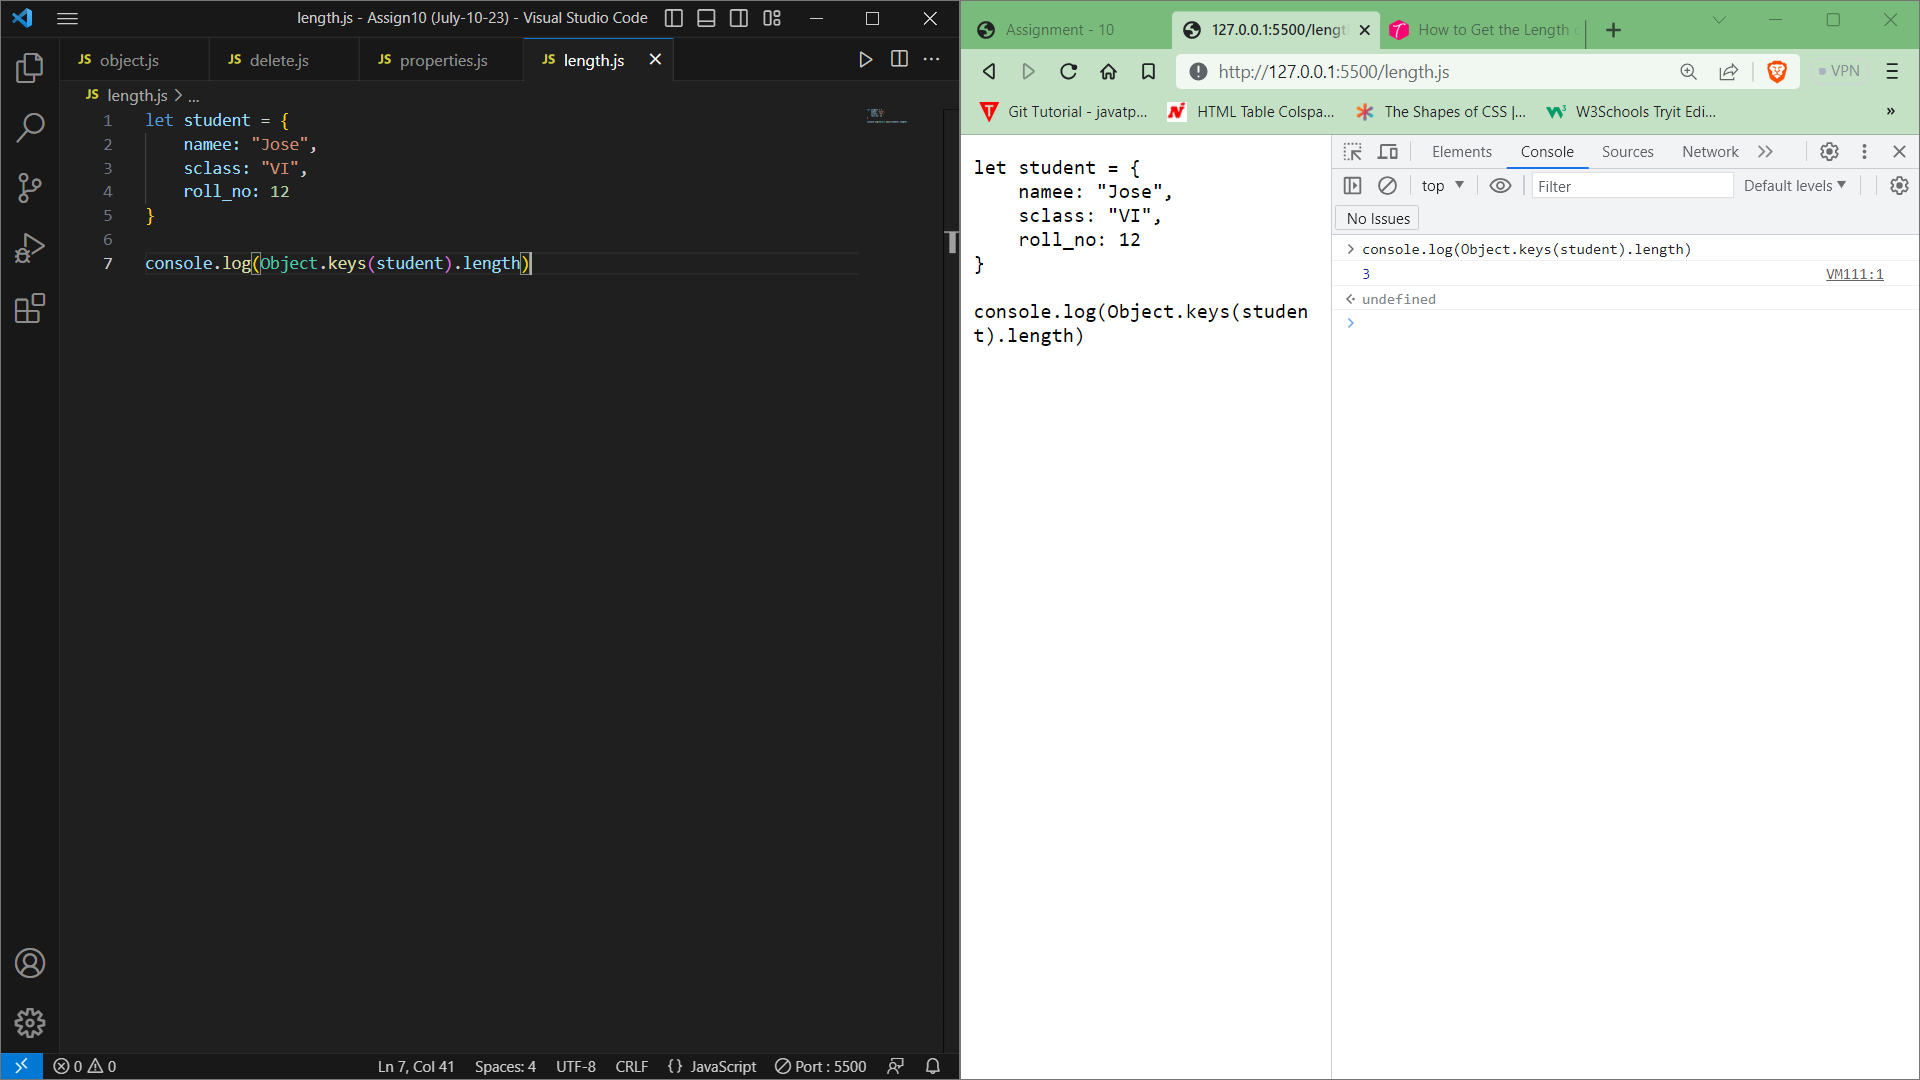 length.js - Assign10 (July-10-23) - Visual Studio Code
JS object.js
JS delete.js
JS properties.js
JS length.js
JS length.js > ...
1 let student = {
2     namee: "Jose",
3     sclass: "VI",
4     roll_no: 12
5 }
6
7 console.log(Object.keys(student).length)
0 0
Ln 7, Col 41
Spaces: 4
UTF-8
CRLF
{} JavaScript
Port : 5500
Assignment - 10
127.0.0.1:5500/lengt
How to Get the Length
http://127.0.0.1:5500/length.js
VPN
Git Tutorial - javatp...
HTML Table Colspa...
The Shapes of CSS |...
W3Schools Tryit Edi...
»
let student = {
    namee: "Jose",
    sclass: "VI",
    roll_no: 12
}
console.log(Object.keys(studen
t).length)
Elements
Console
Sources
Network
top
Filter
Default levels
No Issues
console.log(Object.keys(student).length)
3 VM111:1
undefined